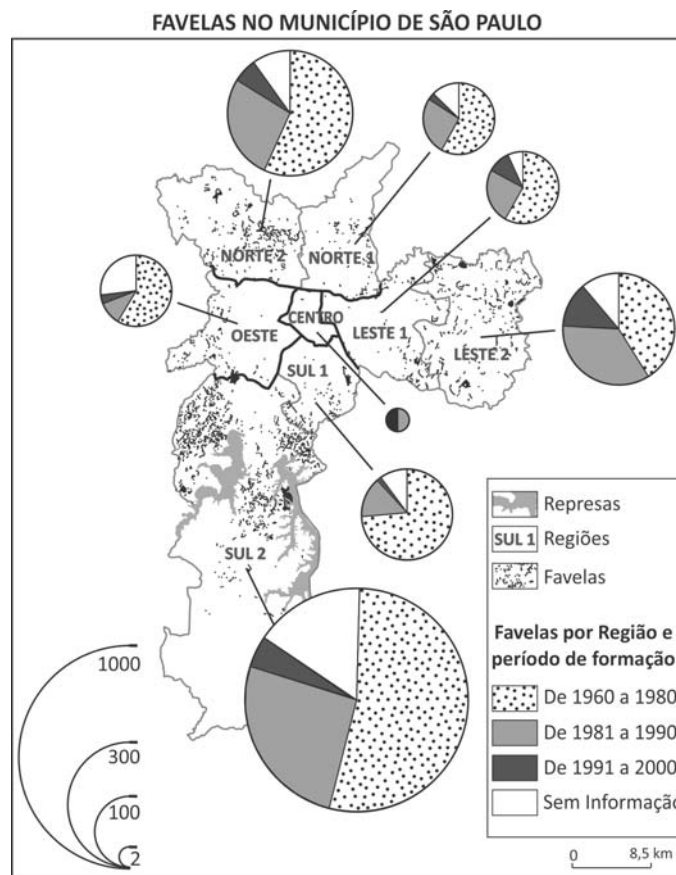 FAVELAS NO MUNICÍPIO DE SÃO PAULO
NORTE 2
NORTE 1
CENTRO
OESTE
LESTE 1
LESTE 2
SUL 1
SUL 2
Represas
SUL 1 Regiões
Favelas
Favelas por Região e
período de formação
De 1960 a 1980
De 1981 a 1990
De 1991 a 2000
Sem Informação
1000
300
100
2
0 8,5 km